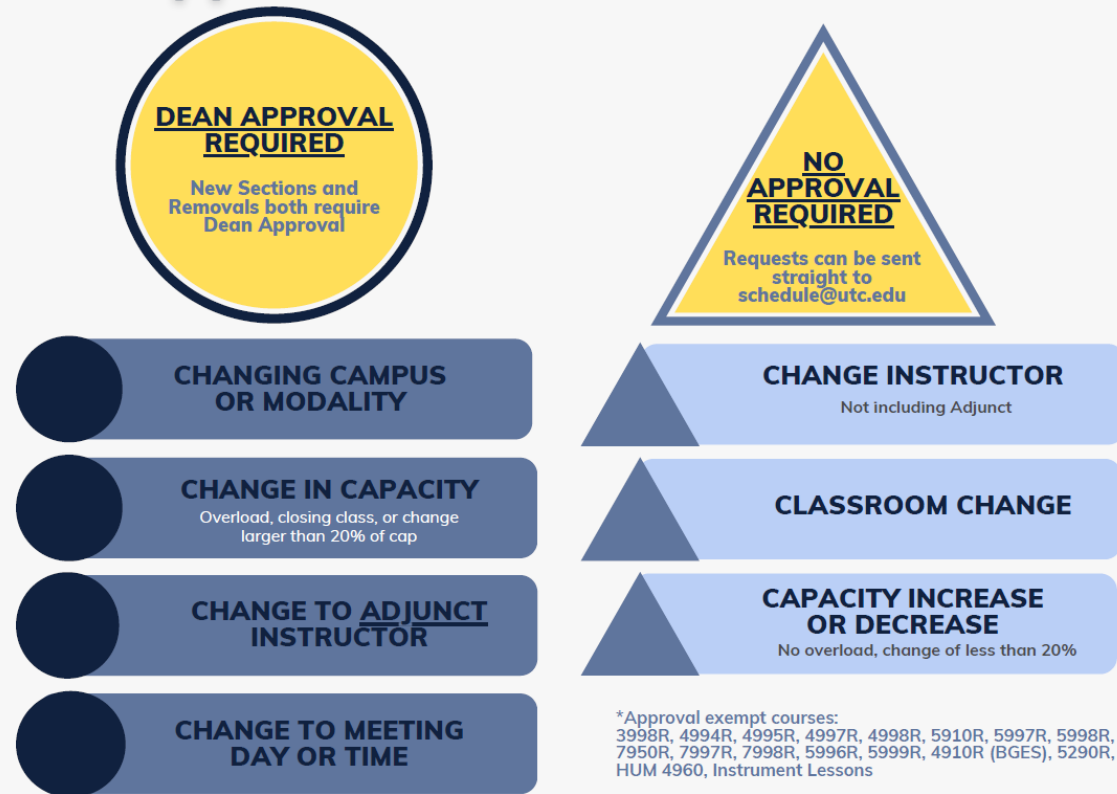 DEAN APPROVAL
REQUIRED
New Sections and
Removals both require
Dean Approval
CHANGING CAMPUS
OR MODALITY
CHANGE IN CAPACITY
Overload, closing class, or change
larger than 20% of cap
CHANGE TO ADJUNCT
INSTRUCTOR
CHANGE TO MEETING
DAY OR TIME
NO
APPROVAL
REQUIRED
Requests can be sent
straight to
schedule@utc.edu
CHANGE INSTRUCTOR
Not including Adjunct
CLASSROOM CHANGE
CAPACITY INCREASE
OR DECREASE
No overload, change of less than 20%
*Approval exempt courses:
3998R, 4994R, 4995R, 4997R, 4998R, 5910R, 5997R, 5998R,
7950R, 7997R, 7998R, 5996R, 5999R, 4910R (BGES), 5290R,
HUM 4960, Instrument Lessons